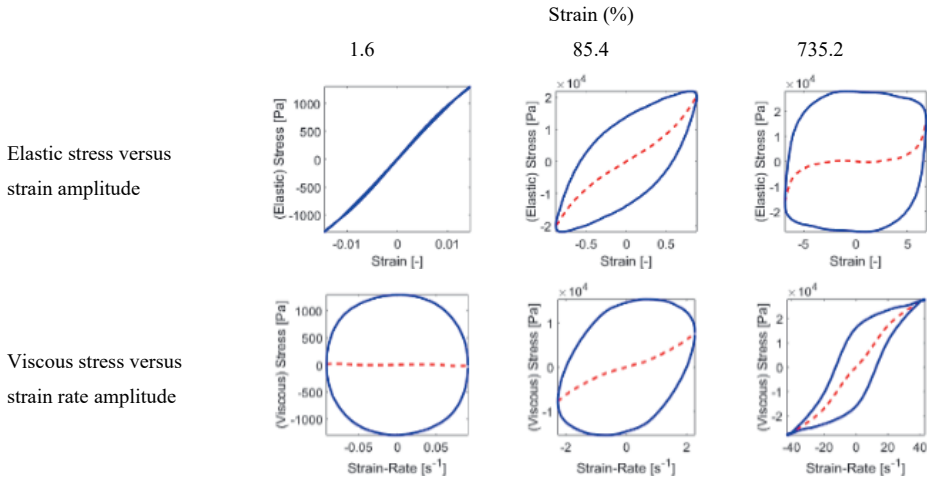 Strain (%)
1.6 85.4 735.2
Elastic stress versus
strain amplitude
(Elastic) Stress [Pa]
1000
500
0
-500
-1000
-0.01 0 0.01
Strain [-]
× 10⁴
(Elastic) Stress [Pa]
2
1
0
-1
-2
-0.5 0 0.5
Strain [-]
× 10⁴
(Elastic) Stress [Pa]
2
1
0
-1
-2
-5 0 5
Strain [-]
Viscous stress versus
strain rate amplitude
(Viscous) Stress [Pa]
1000
500
0
-500
-1000
-0.05 0 0.05
Strain-Rate [s⁻¹]
× 10⁴
(Viscous) Stress [Pa]
1
0
-1
-2 0 2
Strain-Rate [s⁻¹]
× 10⁴
(Viscous) Stress [Pa]
2
1
0
-1
-2
-40 -20 0 20 40
Strain-Rate [s⁻¹]